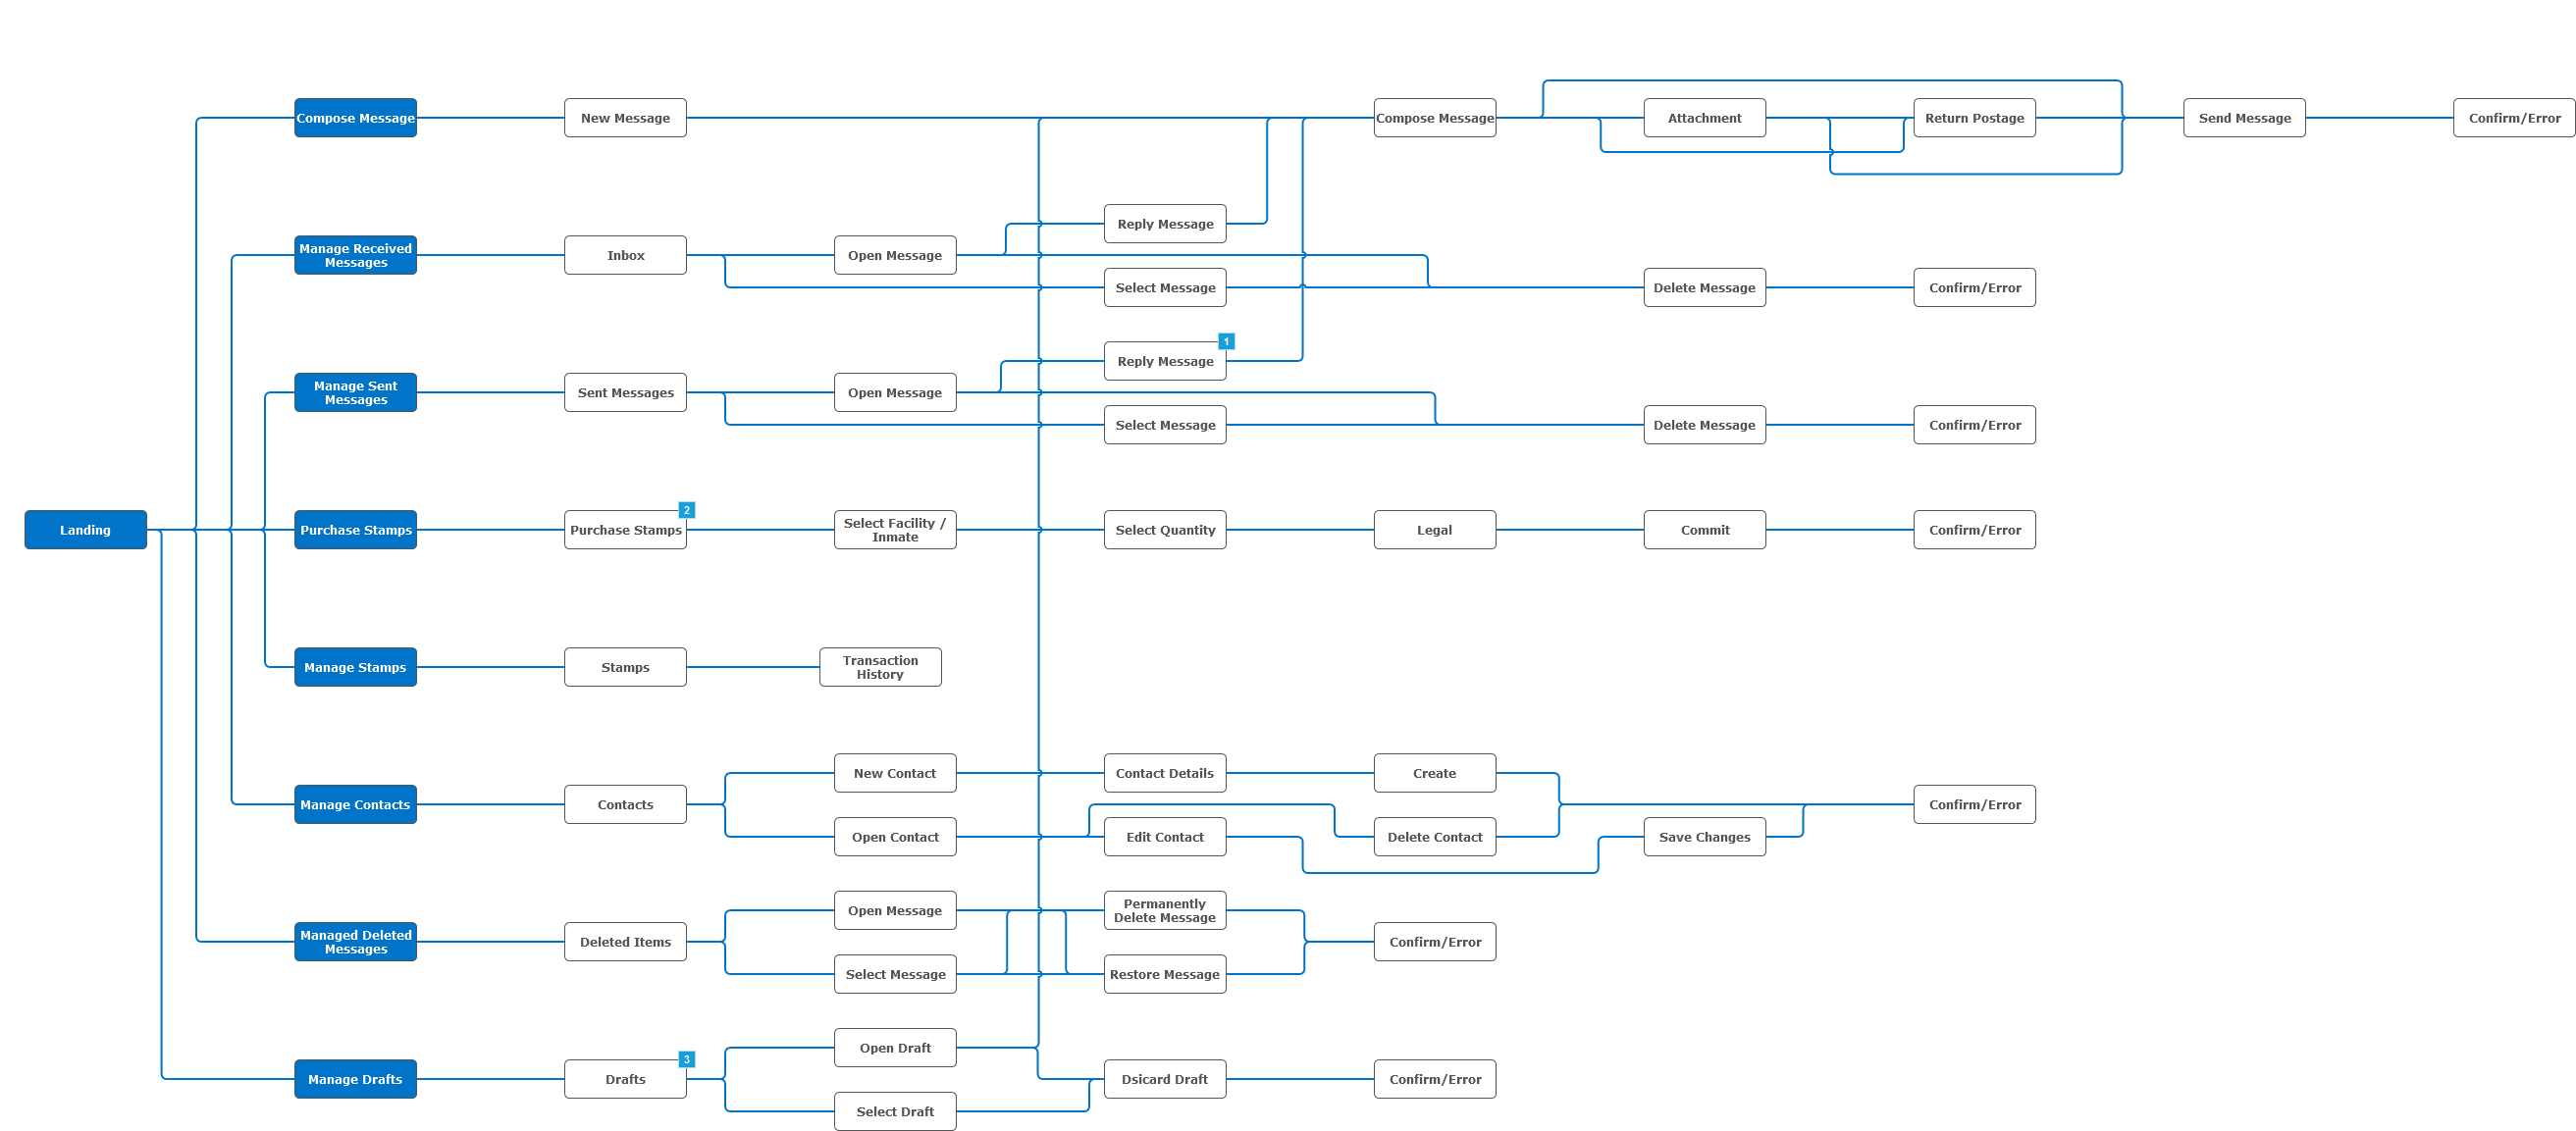 Compose Message
New Message
Compose Message
Attachment
Return Postage
Send Message
Confirm/Error
Reply Message
Manage Received
Messages
Inbox
Open Message
Select Message
Delete Message
Confirm/Error
1
Reply Message
Manage Sent
Messages
Sent Messages
Open Message
Select Message
Delete Message
Confirm/Error
Landing
Purchase Stamps
2
Purchase Stamps
Select Facility /
Inmate
Select Quantity
Legal
Commit
Confirm/Error
Manage Stamps
Stamps
Transaction
History
New Contact
Contact Details
Create
Manage Contacts
Contacts
Confirm/Error
Open Contact
Edit Contact
Delete Contact
Save Changes
Open Message
Permanently
Delete Message
Managed Deleted
Messages
Deleted Items
Confirm/Error
Select Message
Restore Message
Open Draft
Manage Drafts
3
Drafts
Dsicard Draft
Confirm/Error
Select Draft